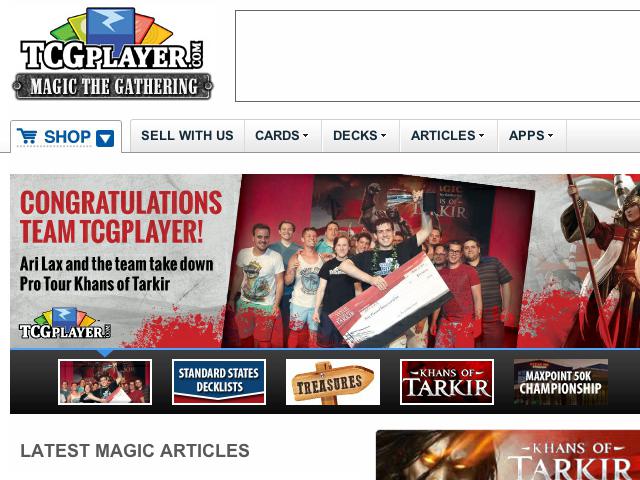 TCGPLAYER.COM
MAGIC THE GATHERING
SHOP
SELL WITH US
CARDS
DECKS
ARTICLES
APPS
CONGRATULATIONS
TEAM TCGPLAYER!
Ari Lax and the team take down
Pro Tour Khans of Tarkir
TCGPLAYER.COM
KHANS OF
TARKIR
STANDARD STATES
DECKLISTS
TREASURES
KHANS OF
TARKIR
MAXPOINT 50K
CHAMPIONSHIP
LATEST MAGIC ARTICLES
KHANS OF
TARKIR